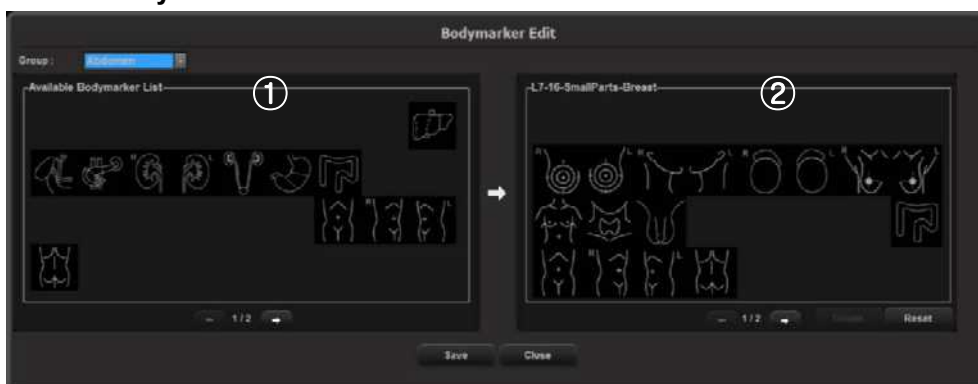 Bodymarker Edit
Group : Abdomen
Available Bodymarker List
①
L7-16-SmallParts-Breast
②
R L
R L R L R L
R L
R L
1/2
1/2 Reset
Save Close